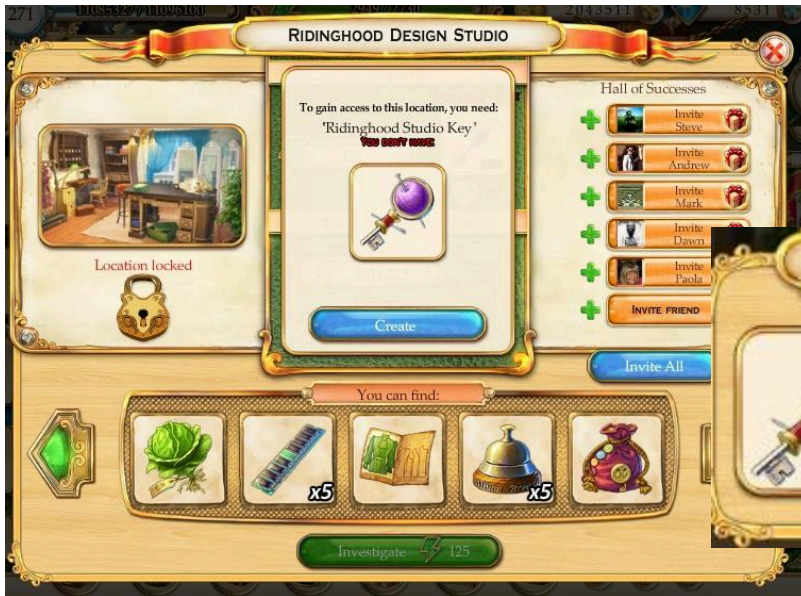 271
RIDINGHOOD DESIGN STUDIO
To gain access to this location, you need:
'Ridinghood Studio Key'
YOU DON'T HAVE:
Location locked
Create
Hall of Successes
Invite
Steve
Invite
Andrew
Invite
Mark
Invite
Dawn
Invite
Paola
INVITE FRIEND
Invite All
You can find:
x5
x5
Investigate 125